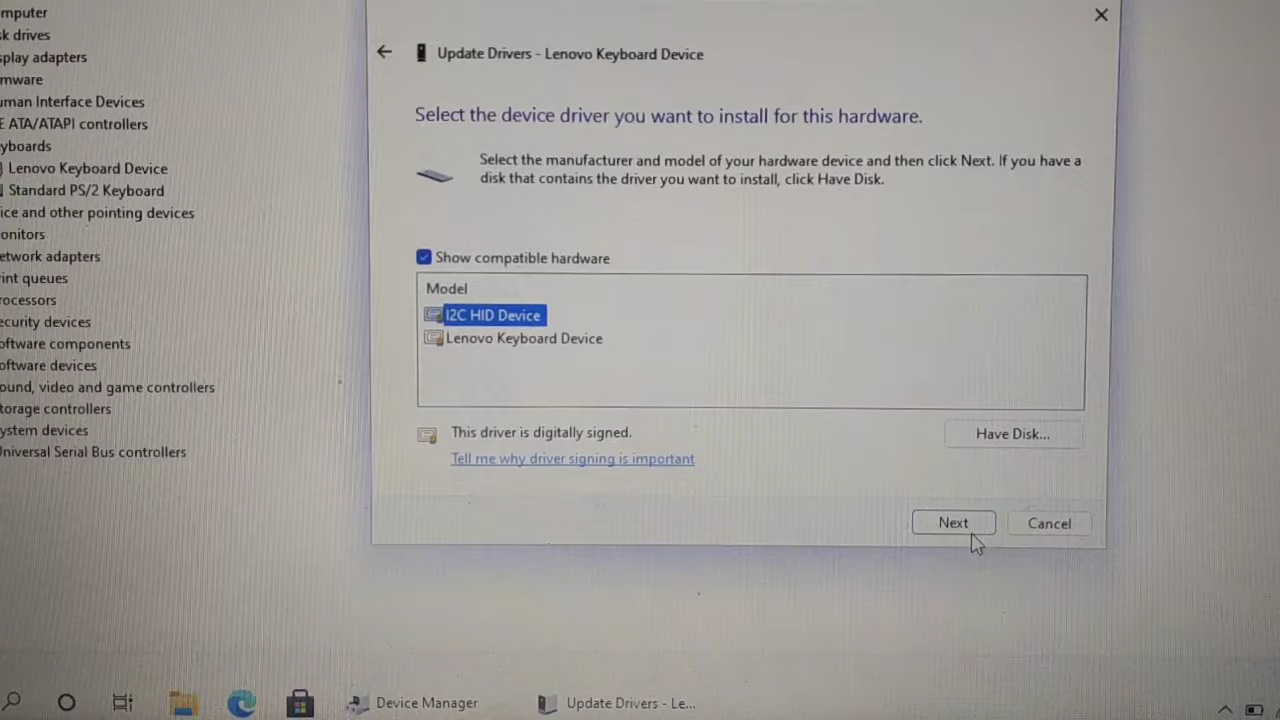 mputer
sk drives
splay adapters
mware
uman Interface Devices
E ATA/ATAPI controllers
yboards
Lenovo Keyboard Device
Standard PS/2 Keyboard
ice and other pointing devices
onitors
etwork adapters
int queues
rocessors
ecurity devices
oftware components
oftware devices
ound, video and game controllers
torage controllers
ystem devices
Universal Serial Bus controllers
Update Drivers - Lenovo Keyboard Device
Select the device driver you want to install for this hardware.
Select the manufacturer and model of your hardware device and then click Next. If you have a
disk that contains the driver you want to install, click Have Disk.
Show compatible hardware
Model
I2C HID Device
Lenovo Keyboard Device
This driver is digitally signed.
Have Disk...
Tell me why driver signing is important
Next
Cancel
Device Manager
Update Drivers - Le...